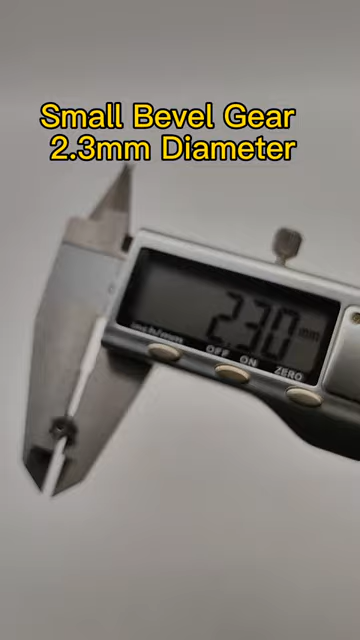 Small Bevel Gear
2.3mm Diameter
2.30 mm
OFF ON
ZERO